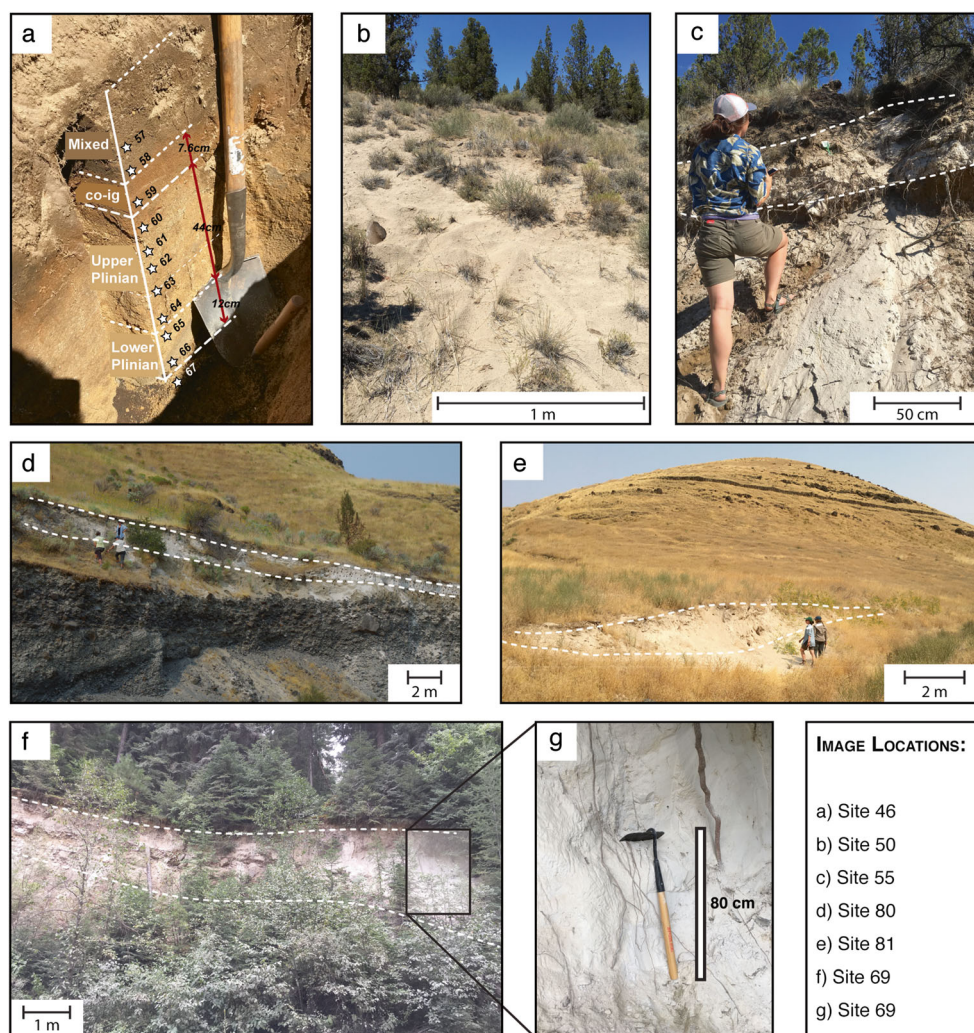 a
Mixed
57
58
7.6cm
co-ig
59
60
61
44cm
Upper
Plinian
62
63
64
12cm
65
Lower
Plinian
66
67
b
1 m
c
50 cm
d
2 m
e
2 m
f
1 m
g
80 cm
IMAGE LOCATIONS:
a) Site 46
b) Site 50
c) Site 55
d) Site 80
e) Site 81
f) Site 69
g) Site 69